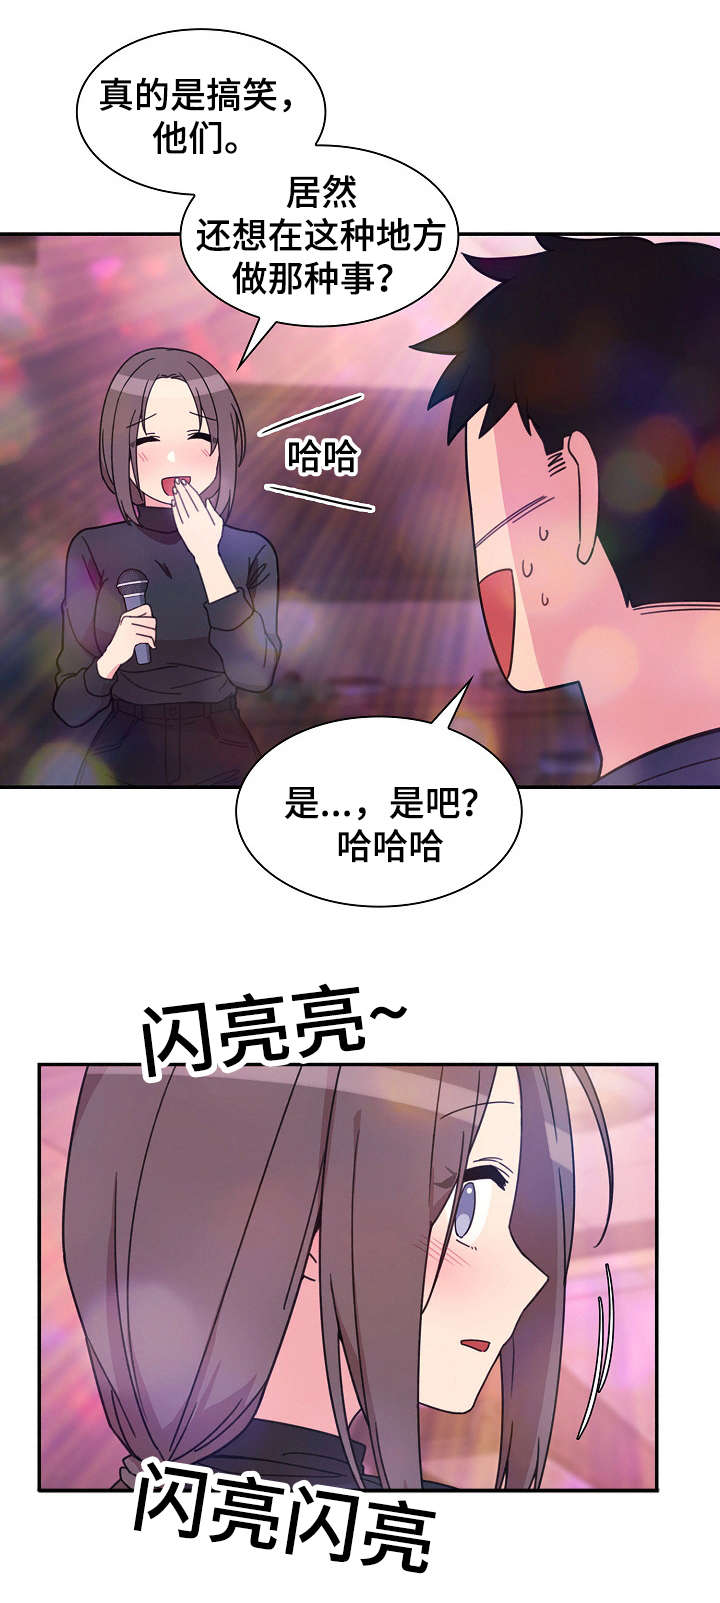 真的是搞笑，
他们。
居然
还想在这种地方
做那种事？
哈哈
是…，是吧？
哈哈哈
闪亮亮~
闪亮闪亮